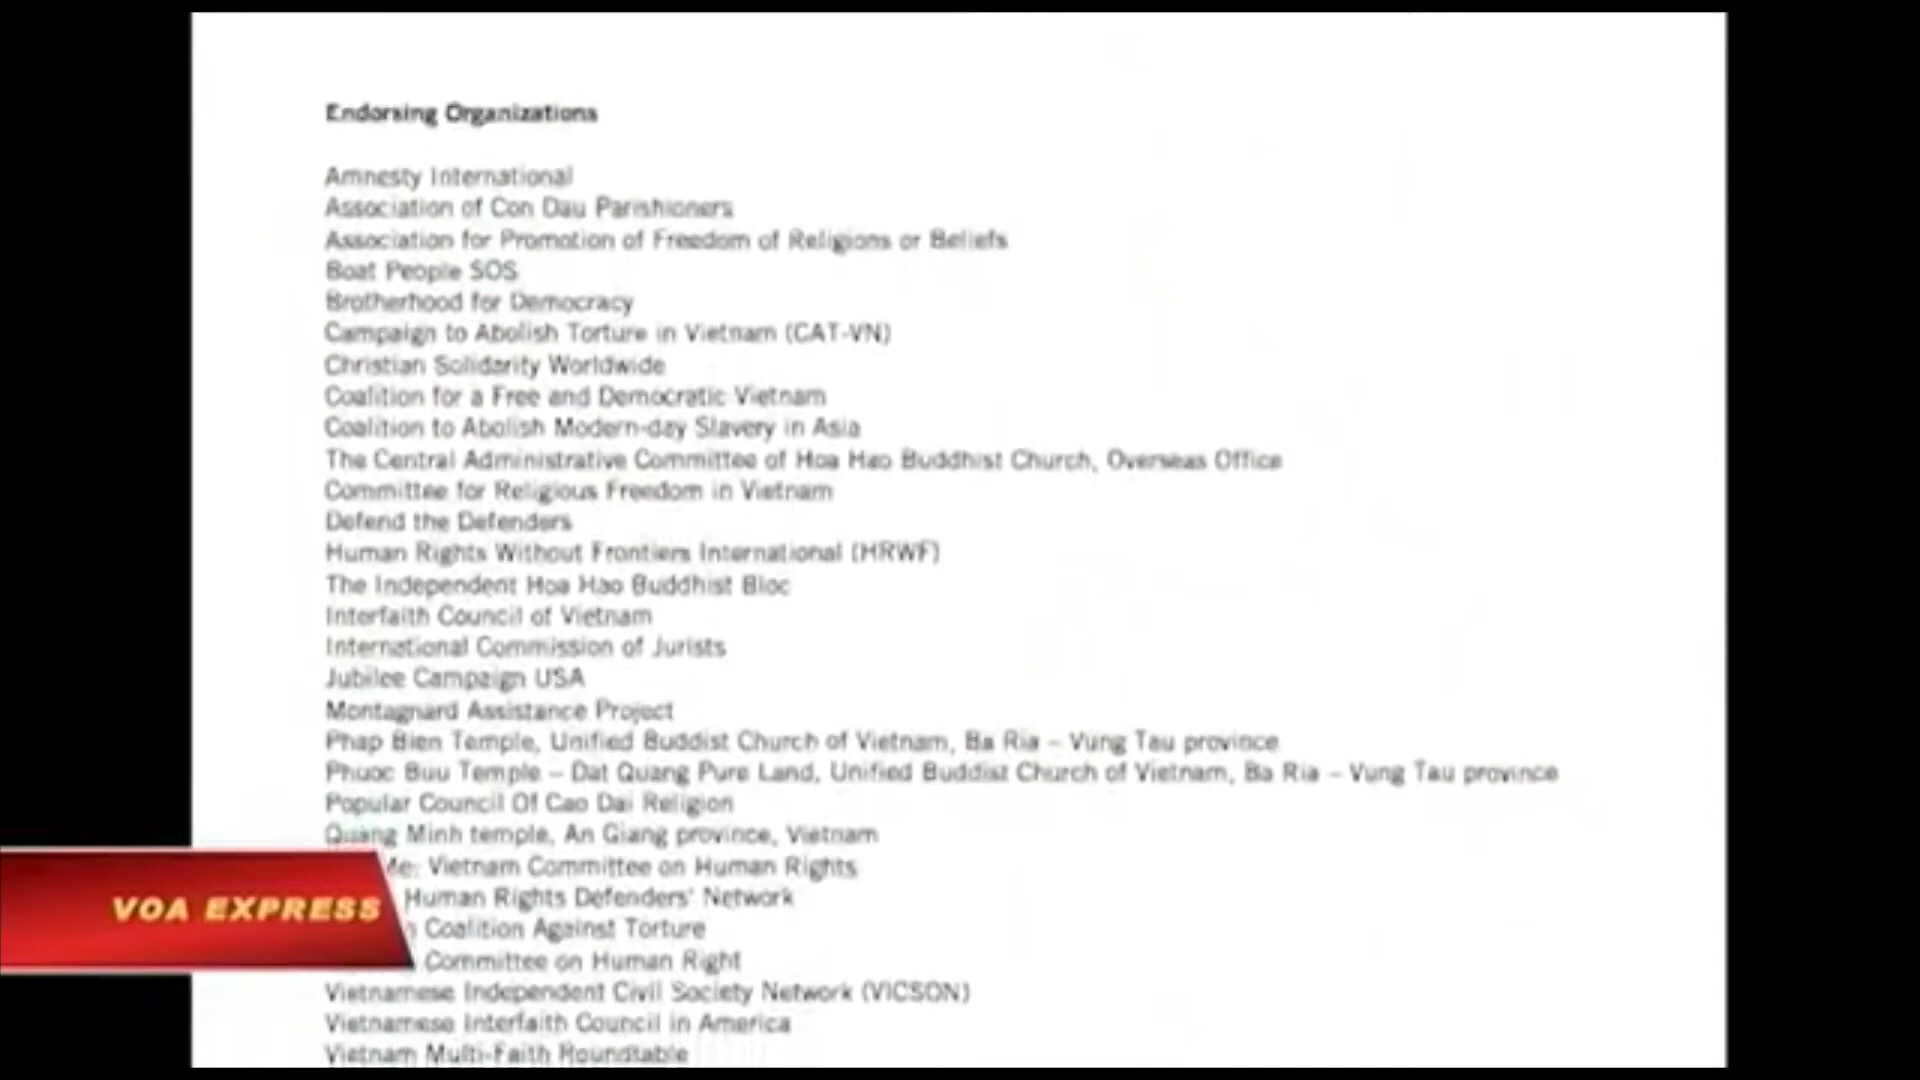 Endorsing Organizations
Amnesty International
Association of Con Dau Parishioners
Association for Promotion of Freedom of Religions or Beliefs
Boat People SOS
Brotherhood for Democracy
Campaign to Abolish Torture in Vietnam (CAT-VN)
Christian Solidarity Worldwide
Coalition for a Free and Democratic Vietnam
Coalition to Abolish Modern-day Slavery in Asia
The Central Administrative Committee of Hoa Hao Buddhist Church, Overseas Office
Committee for Religious Freedom in Vietnam
Defend the Defenders
Human Rights Without Frontiers International (HRWF)
The Independent Hoa Hao Buddhist Bloc
Interfaith Council of Vietnam
International Commission of Jurists
Jubilee Campaign USA
Montagnard Assistance Project
Phap Bien Temple, Unified Buddist Church of Vietnam, Ba Ria – Vung Tau province
Phuoc Buu Temple – Dat Quang Pure Land, Unified Buddist Church of Vietnam, Ba Ria – Vung Tau province
Popular Council Of Cao Dai Religion
Quang Minh temple, An Giang province, Vietnam
Me: Vietnam Committee on Human Rights
Human Rights Defenders' Network
Coalition Against Torture
Committee on Human Right
Vietnamese Independent Civil Society Network (VICSON)
Vietnamese Interfaith Council in America
Vietnam Multi-Faith Roundtable
VOA EXPRESS